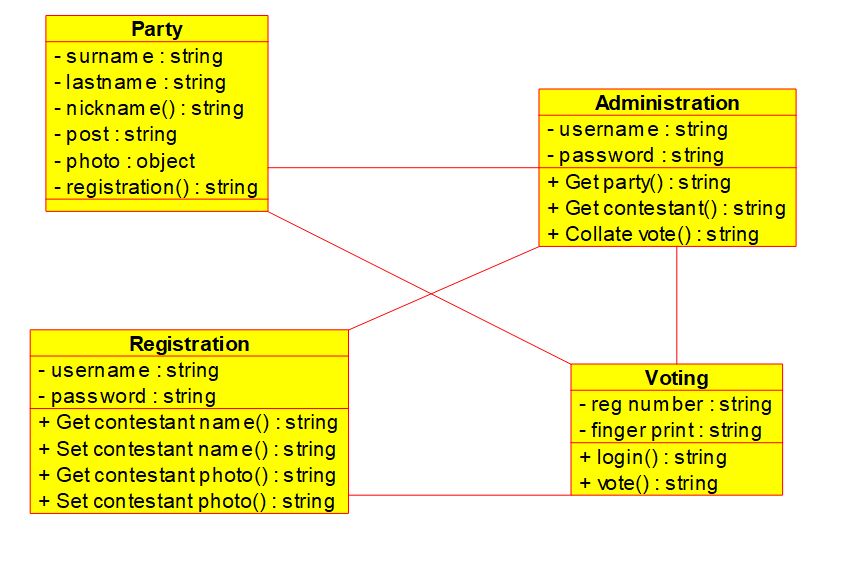 Party
- surname : string
- lastname : string
- nickname() : string
- post : string
- photo : object
- registration() : string
Administration
- username : string
- password : string
+ Get party() : string
+ Get contestant() : string
+ Collate vote() : string
Registration
- username : string
- password : string
+ Get contestant name() : string
+ Set contestant name() : string
+ Get contestant photo() : string
+ Set contestant photo() : string
Voting
- reg number : string
- finger print : string
+ login() : string
+ vote() : string